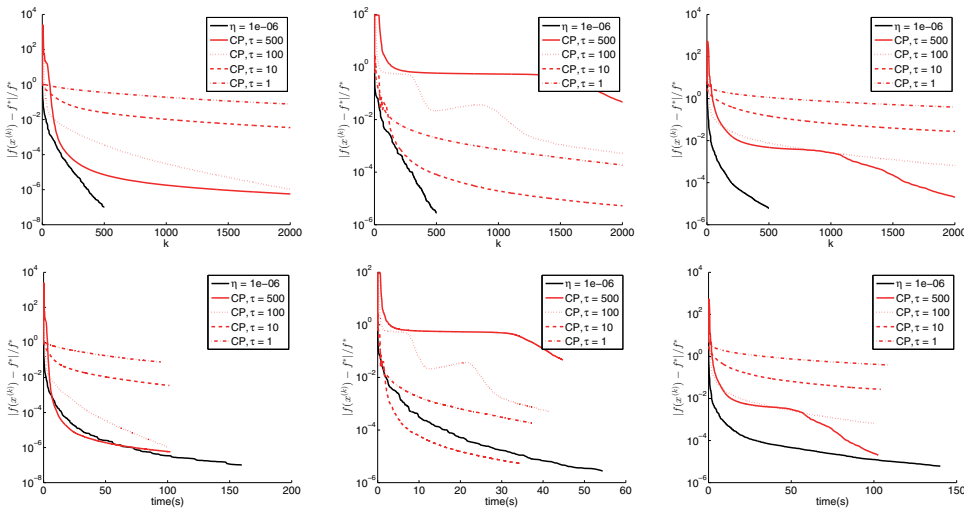 10^4
10^2
10^0
10^-2
10^-4
10^-6
10^-8
|f(x^(k)) − f*|/f*
0 500 1000 1500 2000
k
η = 1e−06
CP, τ = 500
CP, τ = 100
CP, τ = 10
CP, τ = 1
10^2
10^0
10^-2
10^-4
10^-6
|f(x^(k)) − f*|/f*
0 500 1000 1500 2000
k
η = 1e−06
CP, τ = 500
CP, τ = 100
CP, τ = 10
CP, τ = 1
10^4
10^2
10^0
10^-2
10^-4
10^-6
|f(x^(k)) − f*|/f*
0 500 1000 1500 2000
k
η = 1e−06
CP, τ = 500
CP, τ = 100
CP, τ = 10
CP, τ = 1
10^4
10^2
10^0
10^-2
10^-4
10^-6
10^-8
|f(x^(k)) − f*|/f*
0 50 100 150 200
time(s)
η = 1e−06
CP, τ = 500
CP, τ = 100
CP, τ = 10
CP, τ = 1
10^2
10^0
10^-2
10^-4
10^-6
|f(x^(k)) − f*|/f*
0 10 20 30 40 50 60
time(s)
η = 1e−06
CP, τ = 500
CP, τ = 100
CP, τ = 10
CP, τ = 1
10^4
10^2
10^0
10^-2
10^-4
10^-6
|f(x^(k)) − f*|/f*
0 50 100 150
time(s)
η = 1e−06
CP, τ = 500
CP, τ = 100
CP, τ = 10
CP, τ = 1